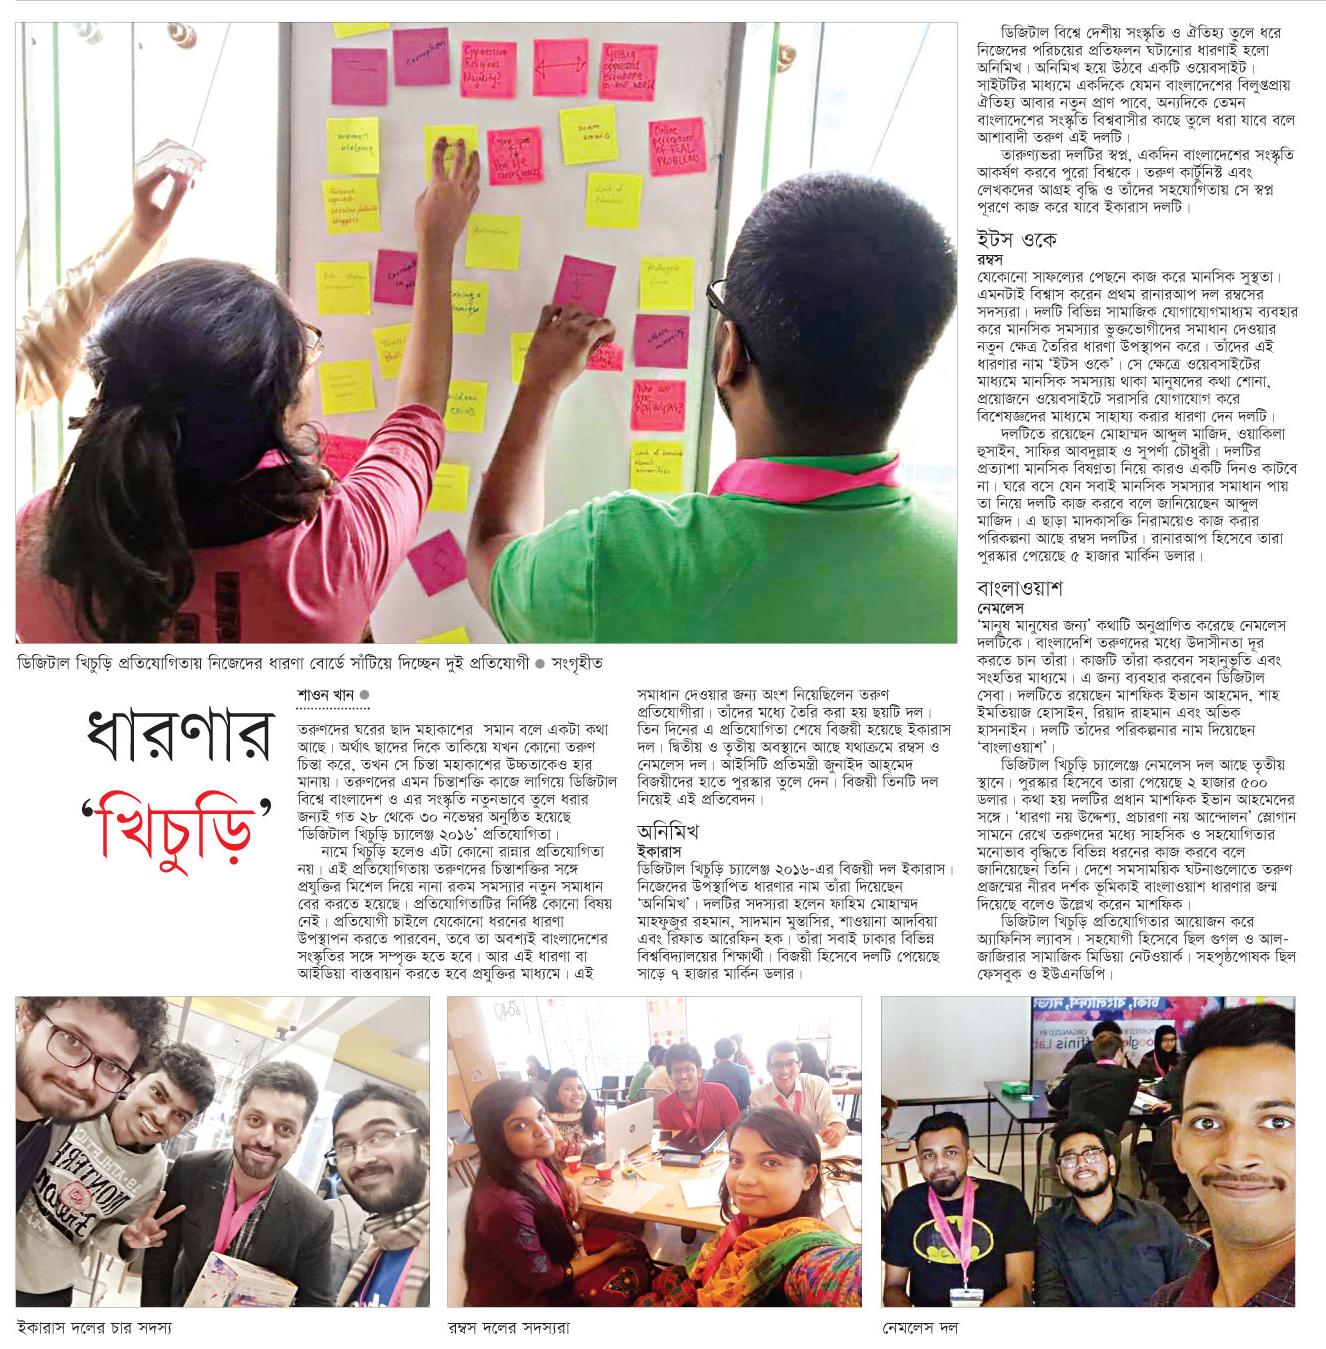 ডিজিটাল খিচুড়ি প্রতিযোগিতায় নিজেদের ধারণা বোর্ডে সাঁটিয়ে দিচ্ছেন দুই প্রতিযোগী ● সংগৃহীত
ধারণার
‘খিচুড়ি’
শাওন খান ●
তরুণদের ঘরের ছাদ মহাকাশের সমান বলে একটা কথা
আছে। অর্থাৎ ছাদের দিকে তাকিয়ে যখন কোনো তরুণ
চিন্তা করে, তখন সে চিন্তা মহাকাশের উচ্চতাকেও হার
মানায়। তরুণদের এমন চিন্তাশক্তি কাজে লাগিয়ে ডিজিটাল
বিশ্বে বাংলাদেশ ও এর সংস্কৃতি নতুনভাবে তুলে ধরার
জন্যই গত ২৮ থেকে ৩০ নভেম্বর অনুষ্ঠিত হয়েছে
‘ডিজিটাল খিচুড়ি চ্যালেঞ্জ ২০১৬’ প্রতিযোগিতা।
নামে খিচুড়ি হলেও এটা কোনো রান্নার প্রতিযোগিতা
নয়। এই প্রতিযোগিতায় তরুণদের চিন্তাশক্তির সঙ্গে
প্রযুক্তির মিশেল দিয়ে নানা রকম সমস্যার নতুন সমাধান
বের করতে হয়েছে। প্রতিযোগিতাটির নির্দিষ্ট কোনো বিষয়
নেই। প্রতিযোগী চাইলে যেকোনো ধরনের ধারণা
উপস্থাপন করতে পারবেন, তবে তা অবশ্যই বাংলাদেশের
সংস্কৃতির সঙ্গে সম্পৃক্ত হতে হবে। আর এই ধারণা বা
আইডিয়া বাস্তবায়ন করতে হবে প্রযুক্তির মাধ্যমে। এই
সমাধান দেওয়ার জন্য অংশ নিয়েছিলেন তরুণ
প্রতিযোগীরা। তাঁদের মধ্যে তৈরি করা হয় ছয়টি দল।
তিন দিনের এ প্রতিযোগিতা শেষে বিজয়ী হয়েছে ইকারাস
দল। দ্বিতীয় ও তৃতীয় অবস্থানে আছে যথাক্রমে রম্বস ও
নেমলেস দল। আইসিটি প্রতিমন্ত্রী জুনাইদ আহ্‌মেদ
বিজয়ীদের হাতে পুরস্কার তুলে দেন। বিজয়ী তিনটি দল
নিয়েই এই প্রতিবেদন।
অনিমিখ
ইকারাস
ডিজিটাল খিচুড়ি চ্যালেঞ্জ ২০১৬-এর বিজয়ী দল ইকারাস।
নিজেদের উপস্থাপিত ধারণার নাম তাঁরা দিয়েছেন
‘অনিমিখ’। দলটির সদস্যরা হলেন ফাহিম মোহাম্মদ
মাহফুজুর রহমান, সাদমান মুস্তাসির, শাওয়ানা আদবিয়া
এবং রিফাত আরেফিন হক। তাঁরা সবাই ঢাকার বিভিন্ন
বিশ্ববিদ্যালয়ের শিক্ষার্থী। বিজয়ী হিসেবে দলটি পেয়েছে
সাড়ে ৭ হাজার মার্কিন ডলার।
ডিজিটাল বিশ্বে দেশীয় সংস্কৃতি ও ঐতিহ্য তুলে ধরে
নিজেদের পরিচয়ের প্রতিফলন ঘটানোর ধারণাই হলো
অনিমিখ। অনিমিখ হয়ে উঠবে একটি ওয়েবসাইট।
সাইটটির মাধ্যমে একদিকে যেমন বাংলাদেশের বিলুপ্তপ্রায়
ঐতিহ্য আবার নতুন প্রাণ পাবে, অন্যদিকে তেমন
বাংলাদেশের সংস্কৃতি বিশ্ববাসীর কাছে তুলে ধরা যাবে বলে
আশাবাদী তরুণ এই দলটি।
তারুণ্যভরা দলটির স্বপ্ন, একদিন বাংলাদেশের সংস্কৃতি
আকর্ষণ করবে পুরো বিশ্বকে। তরুণ কার্টুনিস্ট এবং
লেখকদের আগ্রহ বৃদ্ধি ও তাঁদের সহযোগিতায় সে স্বপ্ন
পূরণে কাজ করে যাবে ইকারাস দলটি।
ইটস ওকে
রম্বস
যেকোনো সাফল্যের পেছনে কাজ করে মানসিক সুস্থতা।
এমনটাই বিশ্বাস করেন প্রথম রানারআপ দল রম্বসের
সদস্যরা। দলটি বিভিন্ন সামাজিক যোগাযোগমাধ্যম ব্যবহার
করে মানসিক সমস্যার ভুক্তভোগীদের সমাধান দেওয়ার
নতুন ক্ষেত্র তৈরির ধারণা উপস্থাপন করে। তাঁদের এই
ধারণার নাম ‘ইটস ওকে’। সে ক্ষেত্রে ওয়েবসাইটের
মাধ্যমে মানসিক সমস্যায় থাকা মানুষদের কথা শোনা,
প্রয়োজনে ওয়েবসাইটে সরাসরি যোগাযোগ করে
বিশেষজ্ঞদের মাধ্যমে সাহায্য করার ধারণা দেন দলটি।
দলটিতে রয়েছেন মোহাম্মদ আব্দুল মাজিদ, ওয়াকিলা
হুসাইন, সাফির আবদুল্লাহ ও সুপর্ণা চৌধুরী। দলটির
প্রত্যাশা মানসিক বিষণ্নতা নিয়ে কারও একটি দিনও কাটবে
না। ঘরে বসে যেন সবাই মানসিক সমস্যার সমাধান পায়
তা নিয়ে দলটি কাজ করবে বলে জানিয়েছেন আব্দুল
মাজিদ। এ ছাড়া মাদকাসক্তি নিরাময়েও কাজ করার
পরিকল্পনা আছে রম্বস দলটির। রানারআপ হিসেবে তারা
পুরস্কার পেয়েছে ৫ হাজার মার্কিন ডলার।
বাংলাওয়াশ
নেমলেস
‘মানুষ মানুষের জন্য’ কথাটি অনুপ্রাণিত করেছে নেমলেস
দলটিকে। বাংলাদেশি তরুণদের মধ্যে উদাসীনতা দূর
করতে চান তাঁরা। কাজটি তাঁরা করবেন সহানুভূতি এবং
সংহতির মাধ্যমে। এ জন্য ব্যবহার করবেন ডিজিটাল
সেবা। দলটিতে রয়েছেন মাশফিক ইভান আহমেদ, শাহ
ইমতিয়াজ হোসাইন, রিয়াদ রাহমান এবং অভিক
হাসনাইন। দলটি তাঁদের পরিকল্পনার নাম দিয়েছেন
‘বাংলাওয়াশ’।
ডিজিটাল খিচুড়ি চ্যালেঞ্জে নেমলেস দল আছে তৃতীয়
স্থানে। পুরস্কার হিসেবে তারা পেয়েছে ২ হাজার ৫০০
ডলার। কথা হয় দলটির প্রধান মাশফিক ইভান আহমেদের
সঙ্গে। ‘ধারণা নয় উদ্দেশ্য, প্রচারণা নয় আন্দোলন’ স্লোগান
সামনে রেখে তরুণদের মধ্যে সাহসিক ও সহযোগিতার
মনোভাব বৃদ্ধিতে বিভিন্ন ধরনের কাজ করবে বলে
জানিয়েছেন তিনি। দেশে সমসাময়িক ঘটনাগুলোতে তরুণ
প্রজন্মের নীরব দর্শক ভূমিকাই বাংলাওয়াশ ধারণার জন্ম
দিয়েছে বলেও উল্লেখ করেন মাশফিক।
ডিজিটাল খিচুড়ি প্রতিযোগিতার আয়োজন করে
অ্যাফিনিস ল্যাবস। সহযোগী হিসেবে ছিল গুগল ও আল-
জাজিরার সামাজিক মিডিয়া নেটওয়ার্ক। সহপৃষ্ঠপোষক ছিল
ফেসবুক ও ইউএনডিপি।
ইকারাস দলের চার সদস্য
রম্বস দলের সদস্যরা
নেমলেস দল